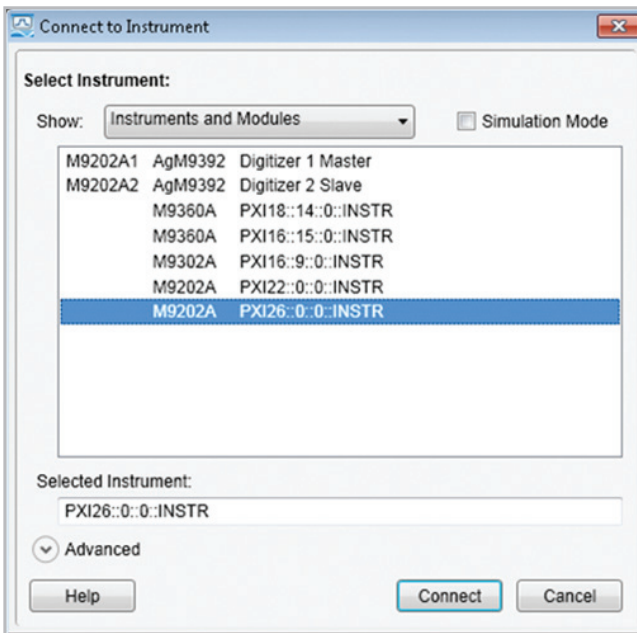 Connect to Instrument
Select Instrument:
Show: Instruments and Modules Simulation Mode
M9202A1 AgM9392 Digitizer 1 Master
M9202A2 AgM9392 Digitizer 2 Slave
M9360A PXI18::14::0::INSTR
M9360A PXI16::15::0::INSTR
M9302A PXI16::9::0::INSTR
M9202A PXI22::0::0::INSTR
M9202A PXI26::0::0::INSTR
Selected Instrument:
PXI26::0::0::INSTR
Advanced
Help Connect Cancel